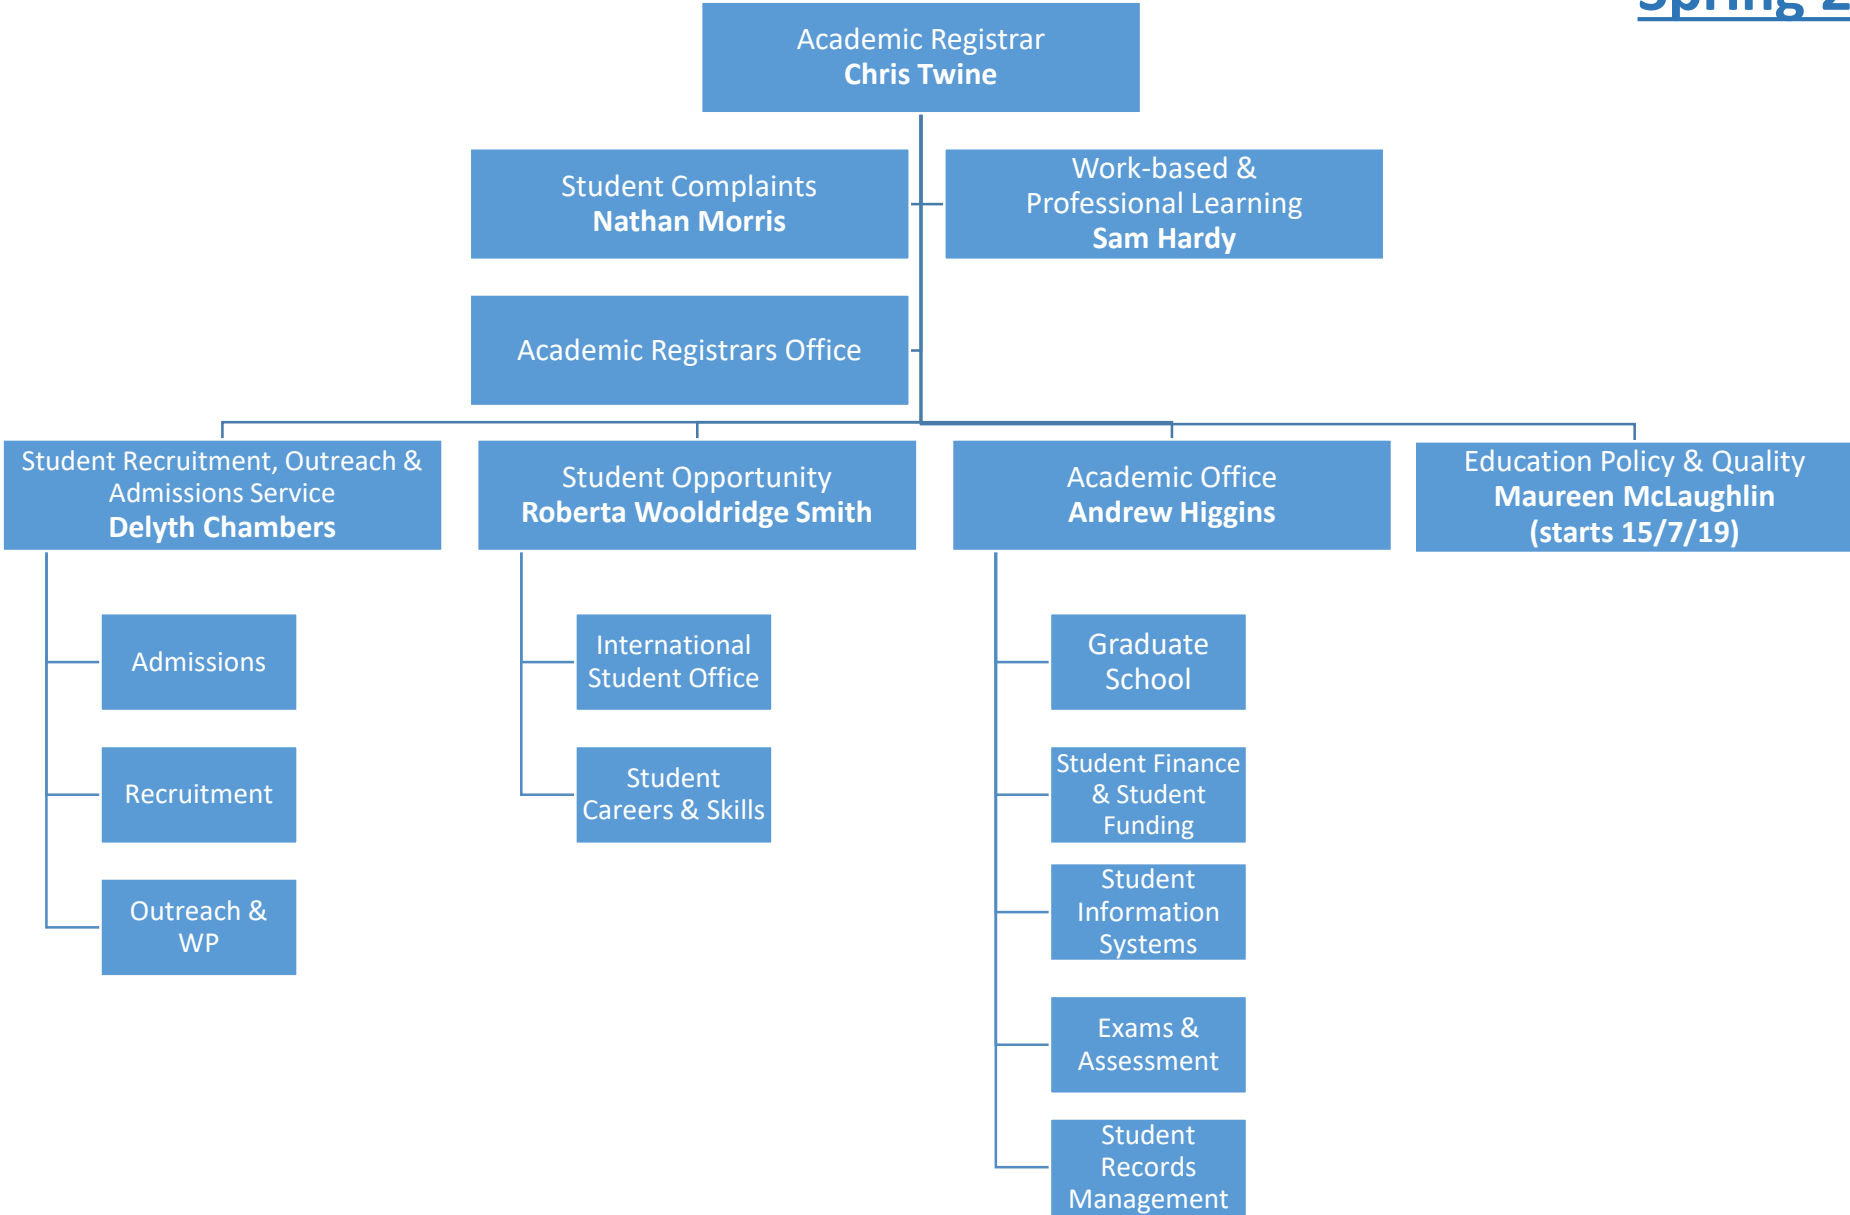 Spring 2
Academic Registrar
Chris Twine
Student Complaints
Nathan Morris
Work-based &
Professional Learning
Sam Hardy
Academic Registrars Office
Student Recruitment, Outreach &
Admissions Service
Delyth Chambers
Student Opportunity
Roberta Wooldridge Smith
Academic Office
Andrew Higgins
Education Policy & Quality
Maureen McLaughlin
(starts 15/7/19)
Admissions
Recruitment
Outreach &
WP
International
Student Office
Student
Careers & Skills
Graduate
School
Student Finance
& Student
Funding
Student
Information
Systems
Exams &
Assessment
Student
Records
Management